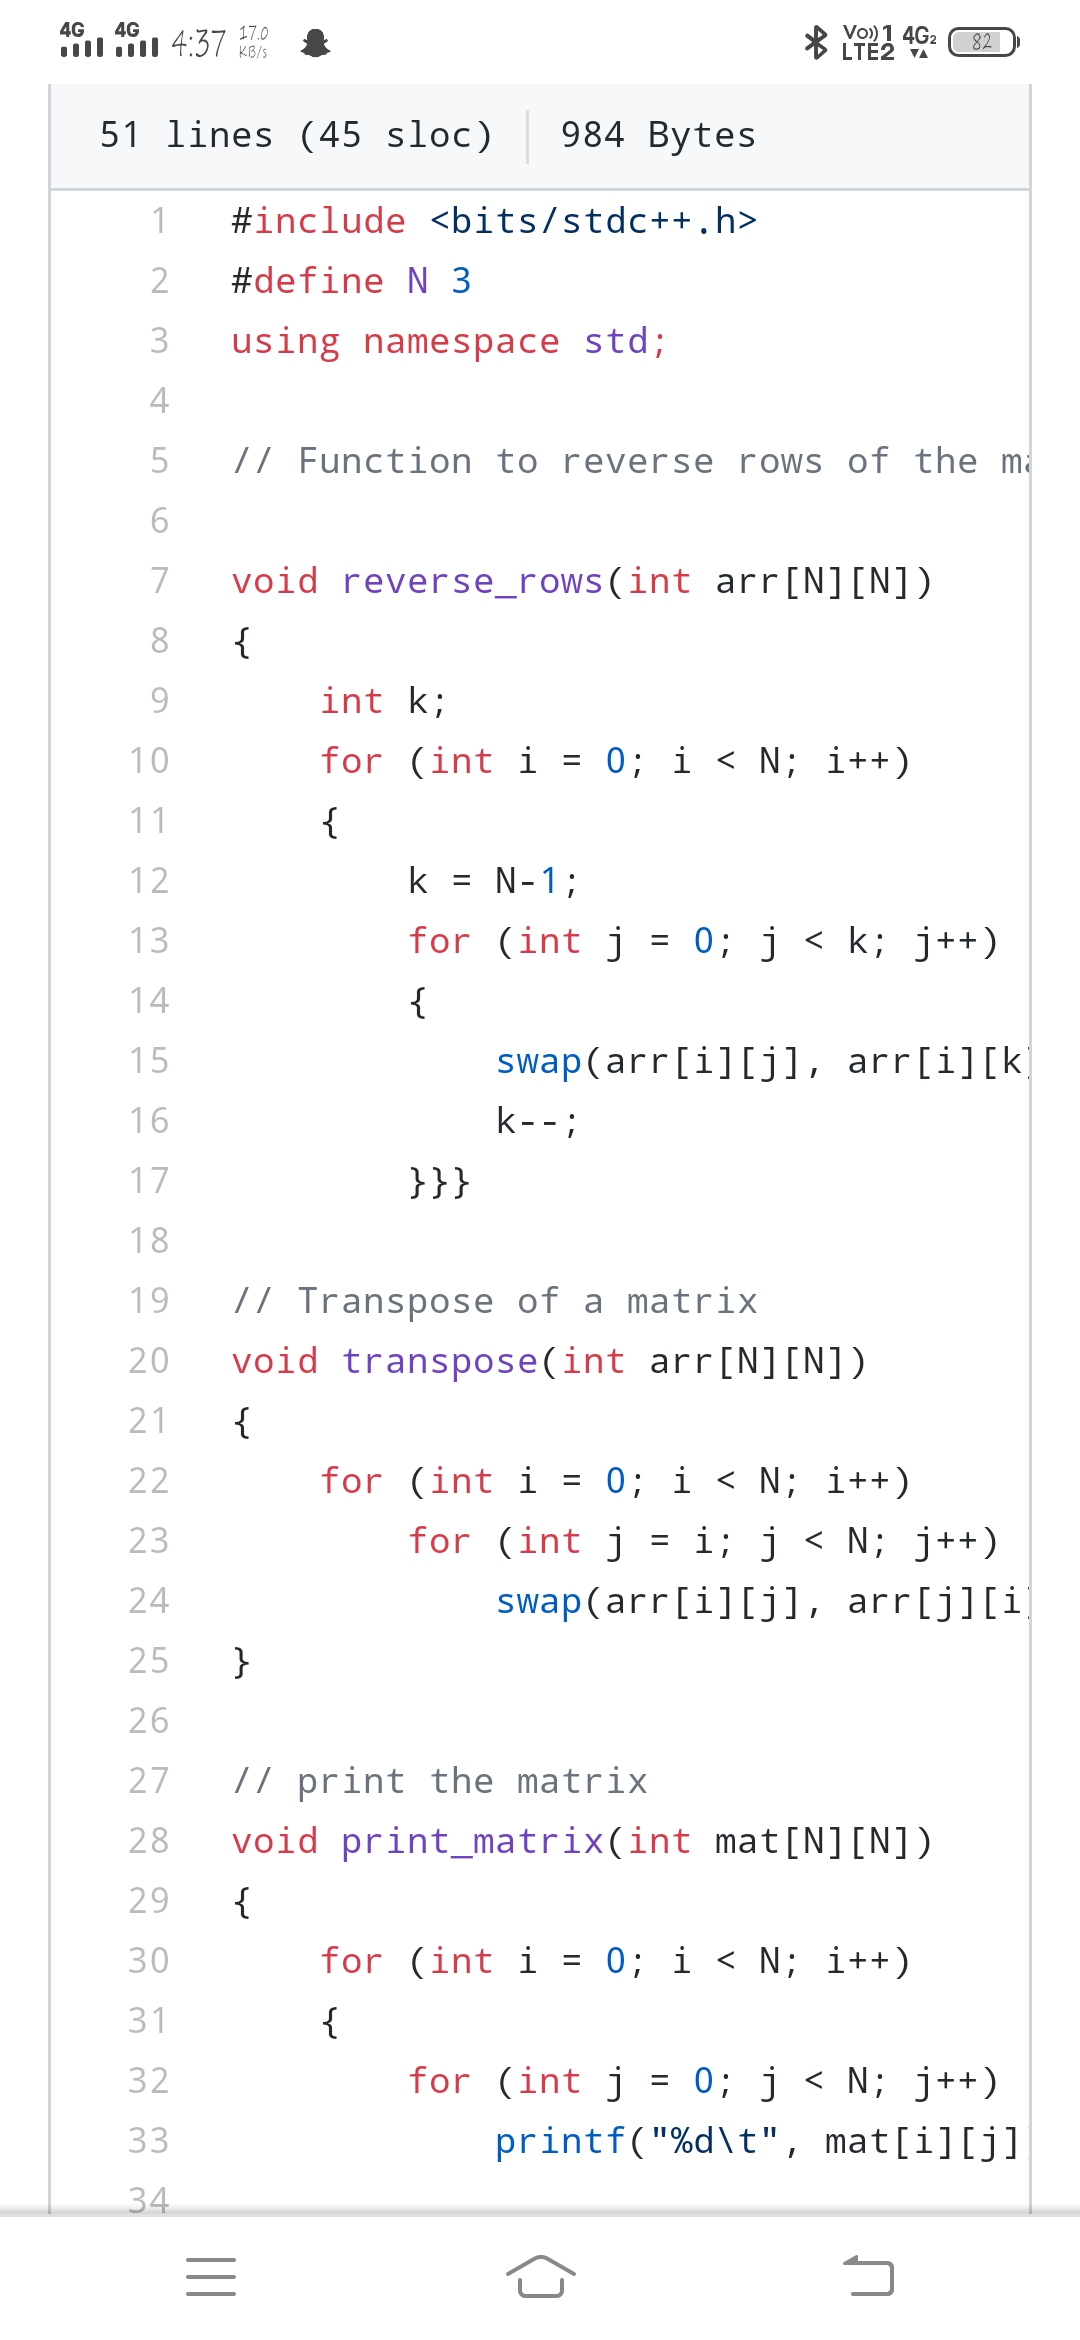 4G 4G 4:37 17.0 KB/s Vo)) 1 LTE2 4G2 82
51 lines (45 sloc) 984 Bytes
1 #include <bits/stdc++.h>
2 #define N 3
3 using namespace std;
4
5 // Function to reverse rows of the
6
7 void reverse_rows(int arr[N][N])
8 {
9 int k;
10 for (int i = 0; i < N; i++)
11 {
12 k = N-1;
13 for (int j = 0; j < k; j++)
14 {
15 swap(arr[i][j], arr[i][k]
16 k--;
17 }}}
18
19 // Transpose of a matrix
20 void transpose(int arr[N][N])
21 {
22 for (int i = 0; i < N; i++)
23 for (int j = i; j < N; j++)
24 swap(arr[i][j], arr[j][i]
25 }
26
27 // print the matrix
28 void print_matrix(int mat[N][N])
29 {
30 for (int i = 0; i < N; i++)
31 {
32 for (int j = 0; j < N; j++)
33 printf("%d\t", mat[i][j]
34